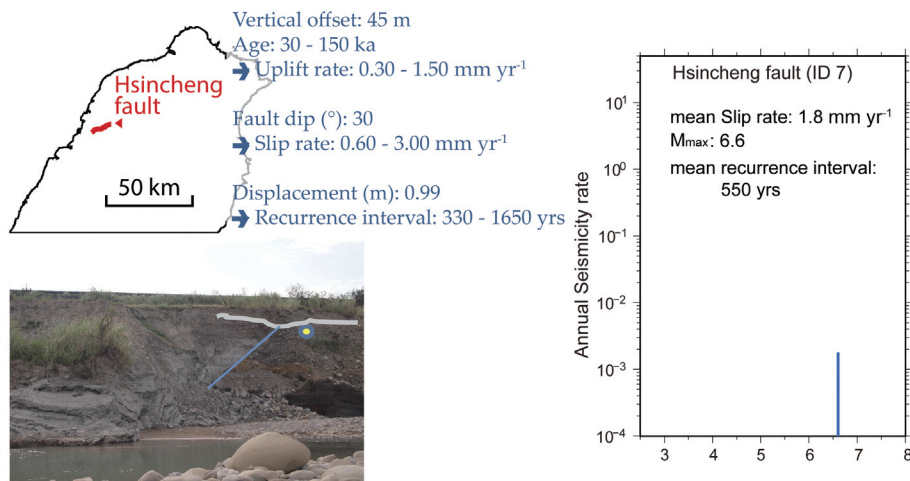 Vertical offset: 45 m
Age: 30 - 150 ka
➔ Uplift rate: 0.30 - 1.50 mm yr⁻¹
Hsincheng
fault
Fault dip (°): 30
➔ Slip rate: 0.60 - 3.00 mm yr⁻¹
50 km
Displacement (m): 0.99
➔ Recurrence interval: 330 - 1650 yrs
Hsincheng fault (ID 7)
mean Slip rate: 1.8 mm yr⁻¹
Mmax: 6.6
mean recurrence interval:
550 yrs
Annual Seismicity rate
10¹
10⁰
10⁻¹
10⁻²
10⁻³
10⁻⁴
3 4 5 6 7 8